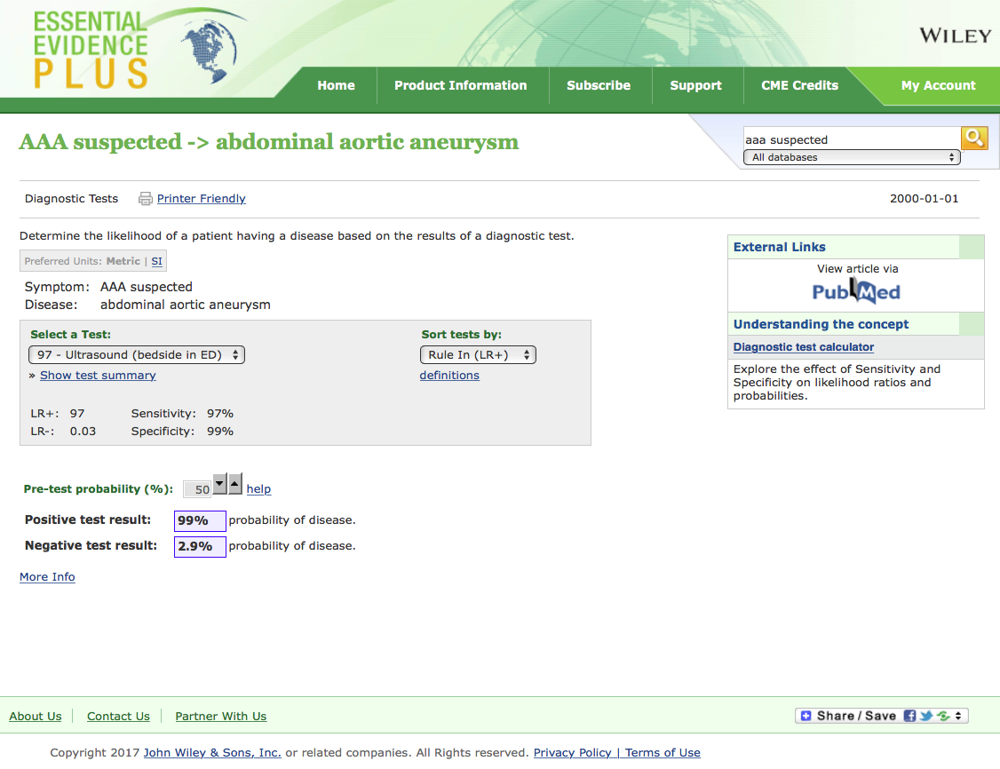 ESSENTIAL
EVIDENCE
PLUS
WILEY
Home Product Information Subscribe Support CME Credits My Account
AAA suspected -> abdominal aortic aneurysm
aaa suspected
All databases
Diagnostic Tests Printer Friendly 2000-01-01
Determine the likelihood of a patient having a disease based on the results of a diagnostic test.
Preferred Units: Metric | SI
Symptom: AAA suspected
Disease: abdominal aortic aneurysm
Select a Test: Sort tests by:
97 - Ultrasound (bedside in ED) Rule In (LR+)
» Show test summary definitions
LR+: 97 Sensitivity: 97%
LR-: 0.03 Specificity: 99%
External Links
View article via
PubMed
Understanding the concept
Diagnostic test calculator
Explore the effect of Sensitivity and
Specificity on likelihood ratios and
probabilities.
Pre-test probability (%): 50 help
Positive test result: 99% probability of disease.
Negative test result: 2.9% probability of disease.
More Info
About Us Contact Us Partner With Us Share / Save
Copyright 2017 John Wiley & Sons, Inc. or related companies. All Rights reserved. Privacy Policy | Terms of Use